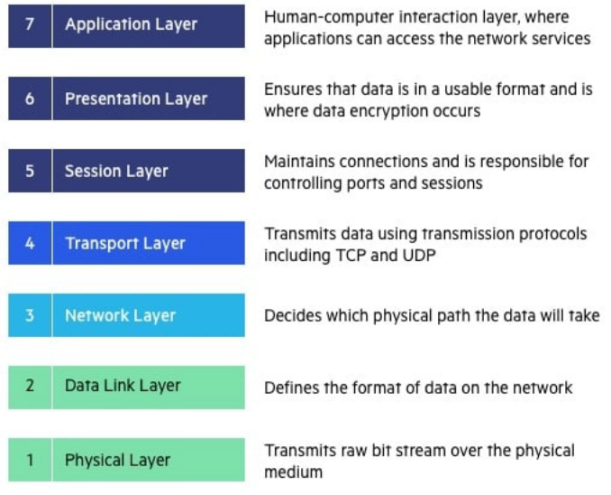 7 Application Layer
Human-computer interaction layer, where
applications can access the network services
6 Presentation Layer
Ensures that data is in a usable format and is
where data encryption occurs
5 Session Layer
Maintains connections and is responsible for
controlling ports and sessions
4 Transport Layer
Transmits data using transmission protocols
including TCP and UDP
3 Network Layer
Decides which physical path the data will take
2 Data Link Layer
Defines the format of data on the network
1 Physical Layer
Transmits raw bit stream over the physical
medium